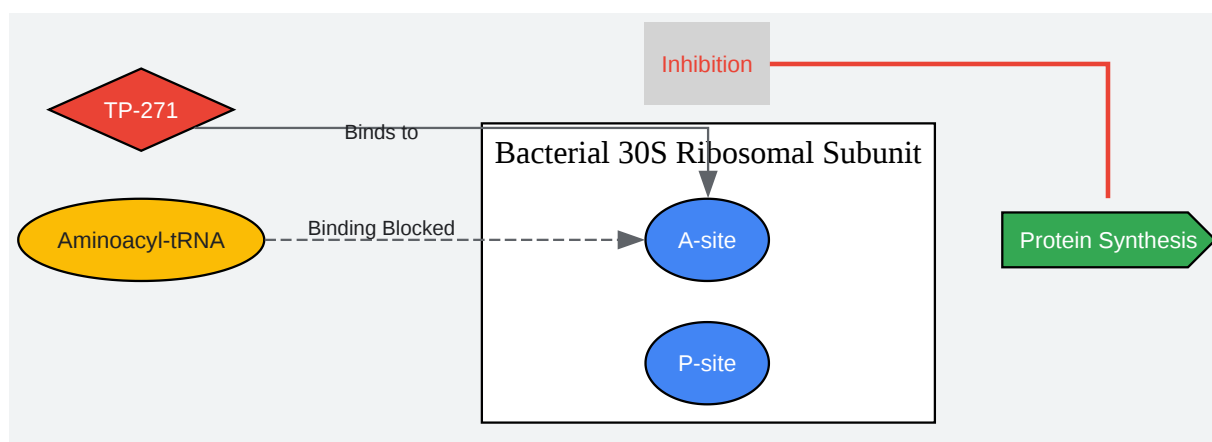 Inhibition
TP-271
Binds to
Bacterial 30S Ribosomal Subunit
Aminoacyl-tRNA
Binding Blocked
A-site
Protein Synthesis
P-site